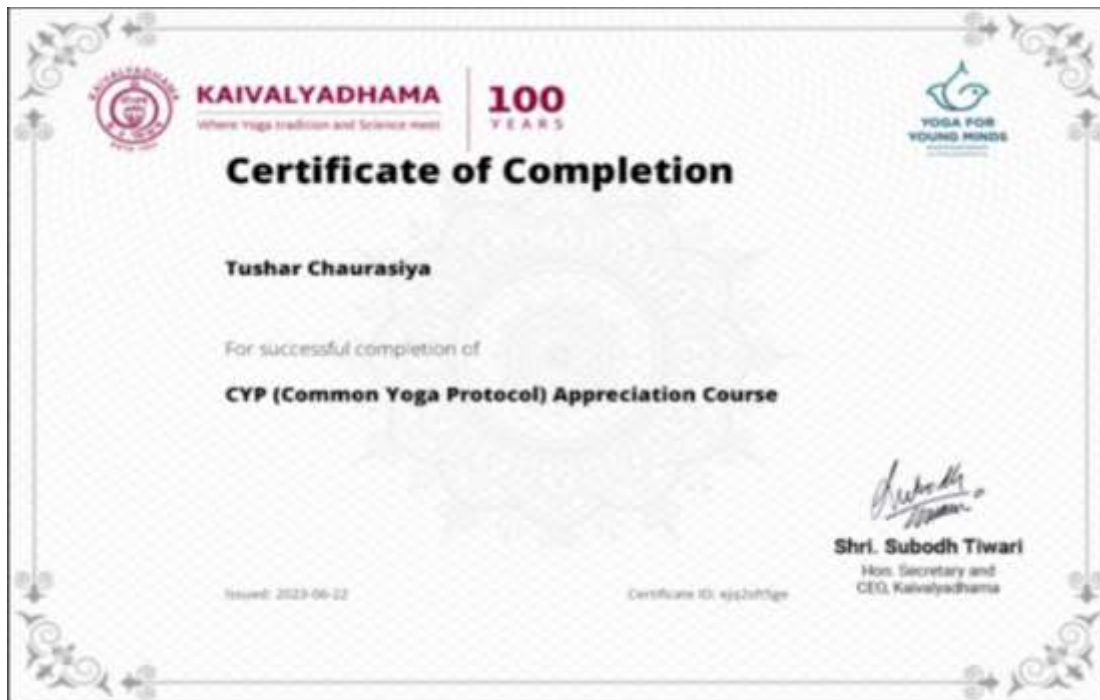 KAIVALYADHAMA
Where Yoga tradition and Science meet
100
YEARS
YOGA FOR
YOUNG MINDS
Certificate of Completion
Tushar Chaurasiya
For successful completion of
CYP (Common Yoga Protocol) Appreciation Course
Shri. Subodh Tiwari
Hon. Secretary and
CEO, Kaivalyadhama
Issued: 2023-06-22
Certificate ID: